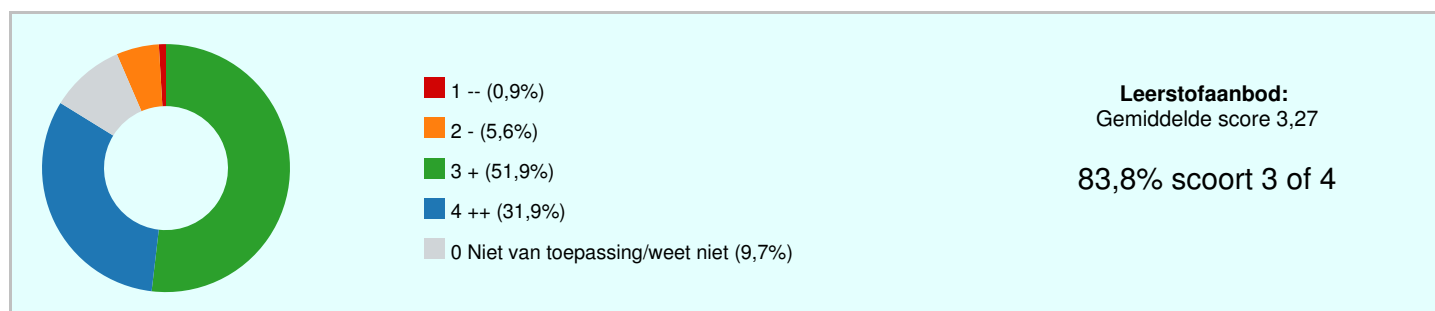 1 -- (0,9%)
2 - (5,6%)
3 + (51,9%)
4 ++ (31,9%)
0 Niet van toepassing/weet niet (9,7%)
Leerstofaanbod:
Gemiddelde score 3,27
83,8% scoort 3 of 4